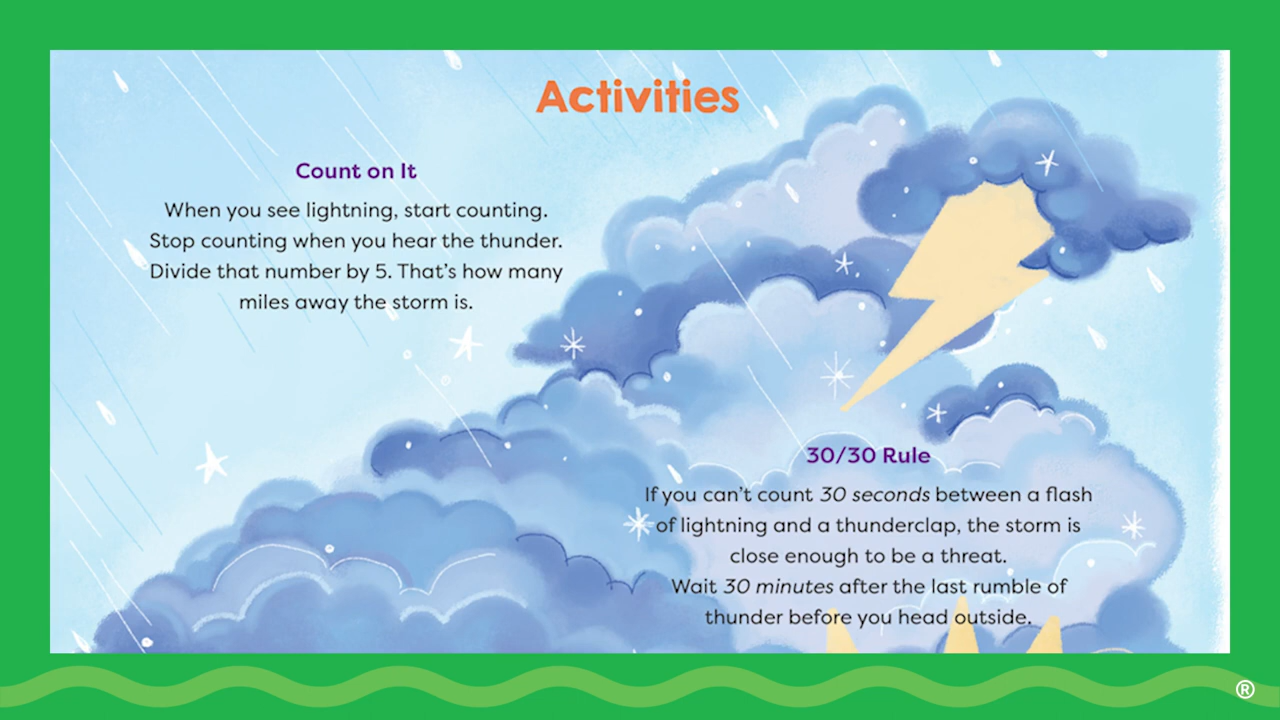 Activities
Count on It
When you see lightning, start counting.
Stop counting when you hear the thunder.
Divide that number by 5. That’s how many
miles away the storm is.
30/30 Rule
If you can’t count 30 seconds between a flash
of lightning and a thunderclap, the storm is
close enough to be a threat.
Wait 30 minutes after the last rumble of
thunder before you head outside.
®